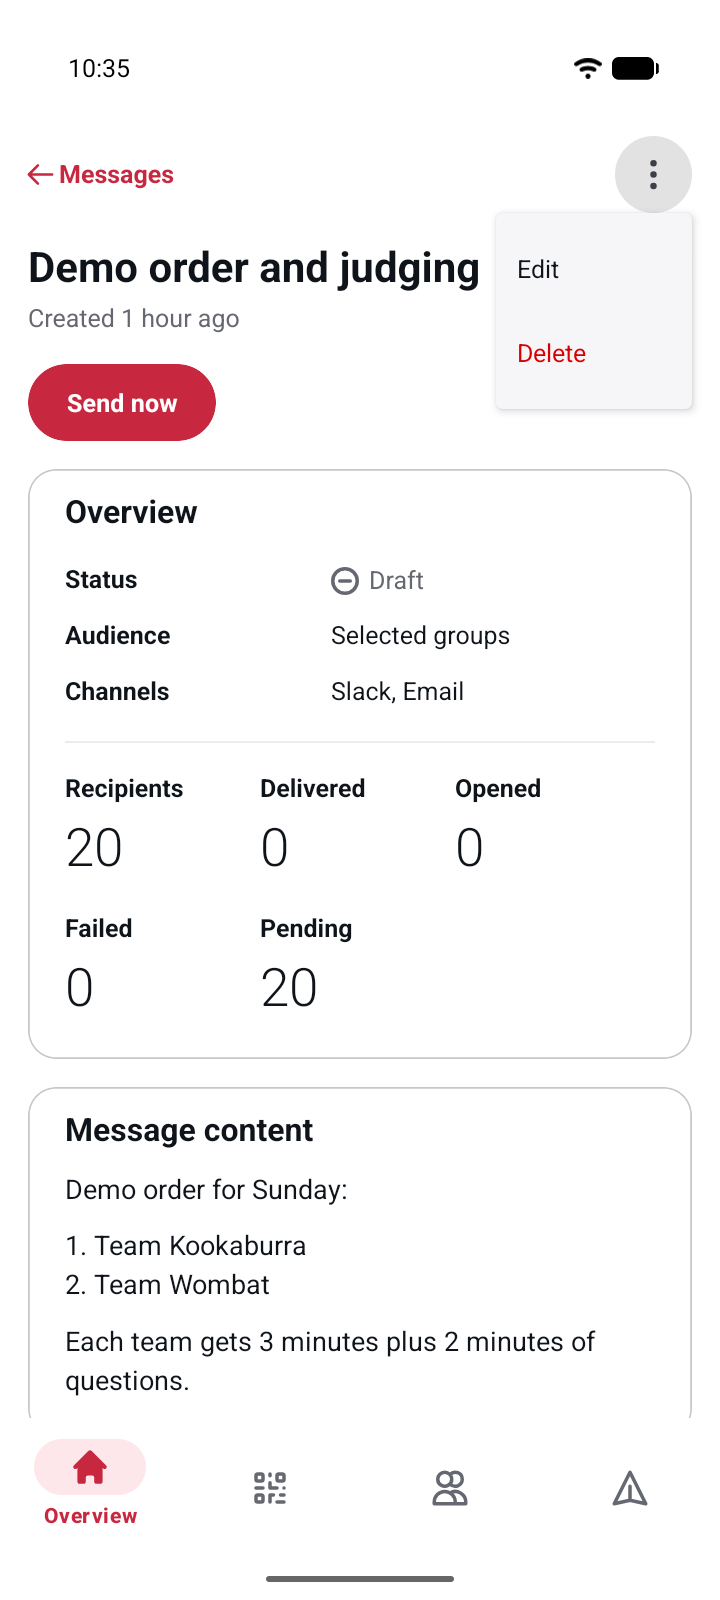 10:35
Messages
Edit
Delete
Demo order and judging
Created 1 hour ago
Send now
Overview
Status Draft
Audience Selected groups
Channels Slack, Email
Recipients Delivered Opened
20 0 0
Failed Pending
0 20
Message content
Demo order for Sunday:
1. Team Kookaburra
2. Team Wombat
Each team gets 3 minutes plus 2 minutes of
questions.
Overview